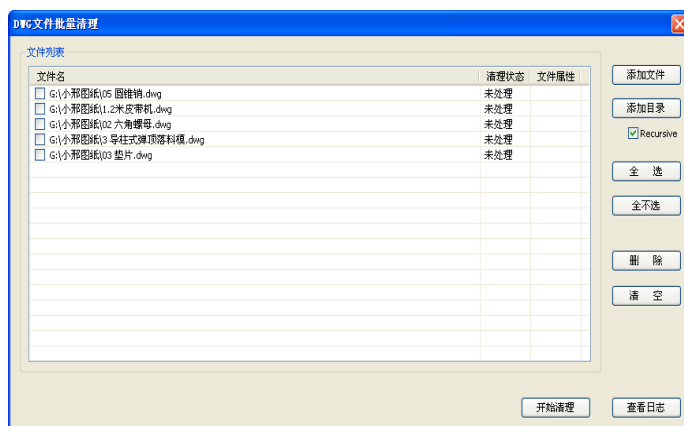 DWG文件批量清理
文件列表
文件名 清理状态 文件属性
G:\小邢图纸\05 圆锥销.dwg 未处理
G:\小邢图纸\1.2米皮带机.dwg 未处理
G:\小邢图纸\02 六角螺母.dwg 未处理
G:\小邢图纸\3 导柱式弹顶落料模.dwg 未处理
G:\小邢图纸\03 垫片.dwg 未处理
添加文件
添加目录
Recursive
全 选
全不选
删 除
清 空
开始清理
查看日志